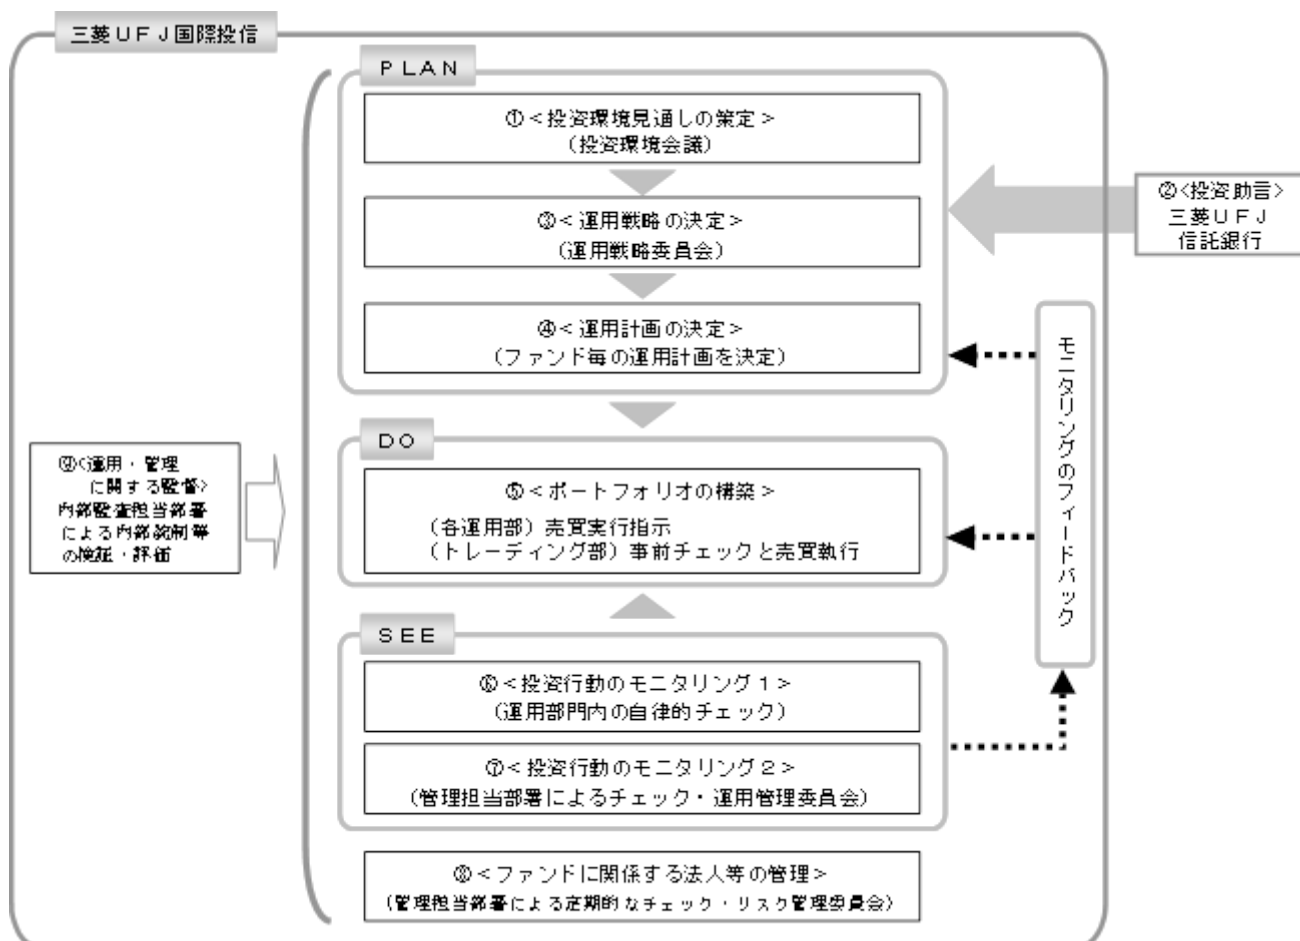 三菱ＵＦＪ国際投信
ＰＬＡＮ
①＜投資環境見通しの策定＞
（投資環境会議）
②＜投資助言＞
三菱ＵＦＪ
信託銀行
③＜運用戦略の決定＞
（運用戦略委員会）
④＜運用計画の決定＞
（ファンド毎の運用計画を決定）
モニタリングのフィードバック
ＤＯ
⑤＜ポートフォリオの構築＞
（各運用部）売買実行指示
（トレーディング部）事前チェックと売買執行
⑨＜運用・管理
に関する監督＞
内部監査担当部署
による内部統制等
の検証・評価
ＳＥＥ
⑥＜投資行動のモニタリング１＞
（運用部門内の自律的チェック）
⑦＜投資行動のモニタリング２＞
（管理担当部署によるチェック・運用管理委員会）
⑧＜ファンドに関係する法人等の管理＞
（管理担当部署による定期的なチェック・リスク管理委員会）